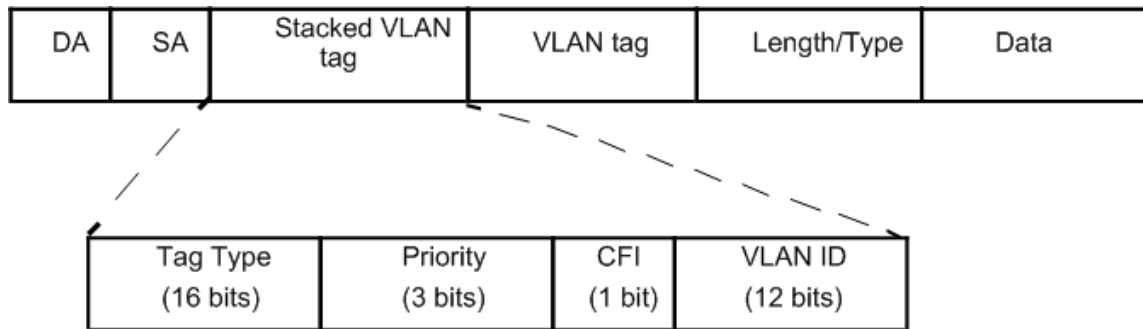 DA
SA
Stacked VLAN
tag
VLAN tag
Length/Type
Data
Tag Type
(16 bits)
Priority
(3 bits)
CFI
(1 bit)
VLAN ID
(12 bits)